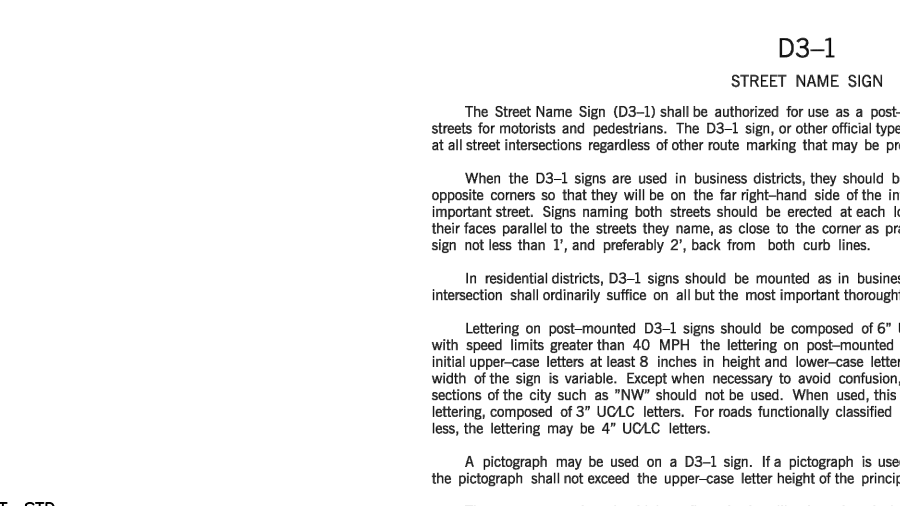 D3–1
STREET NAME SIGN
The Street Name Sign (D3–1) shall be authorized for use as a post–
streets for motorists and pedestrians. The D3–1 sign, or other official type
at all street intersections regardless of other route marking that may be
When the D3–1 signs are used in business districts, they should
opposite corners so that they will be on the far right–hand side of the
important street. Signs naming both streets should be erected at each
their faces parallel to the streets they name, as close to the corner as
sign not less than 1’, and preferably 2’, back from both curb lines.
In residential districts, D3–1 signs should be mounted as in
intersection shall ordinarily suffice on all but the most important
Lettering on post–mounted D3–1 signs should be composed of 6”
with speed limits greater than 40 MPH the lettering on post–mounted
initial upper–case letters at least 8 inches in height and lower–case
width of the sign is variable. Except when necessary to avoid confusion,
sections of the city such as ”NW” should not be used. When used, this
lettering, composed of 3” UC/LC letters. For roads functionally classified
less, the lettering may be 4” UC/LC letters.
A pictograph may be used on a D3–1 sign. If a pictograph is
the pictograph shall not exceed the upper–case letter height of the